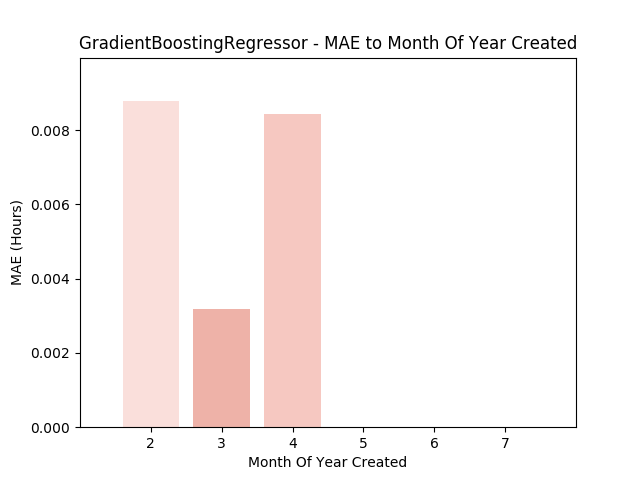 GradientBoostingRegressor - MAE to Month Of Year Created
MAE (Hours)
0.008
0.006
0.004
0.002
0.000
2 3 4 5 6 7
Month Of Year Created